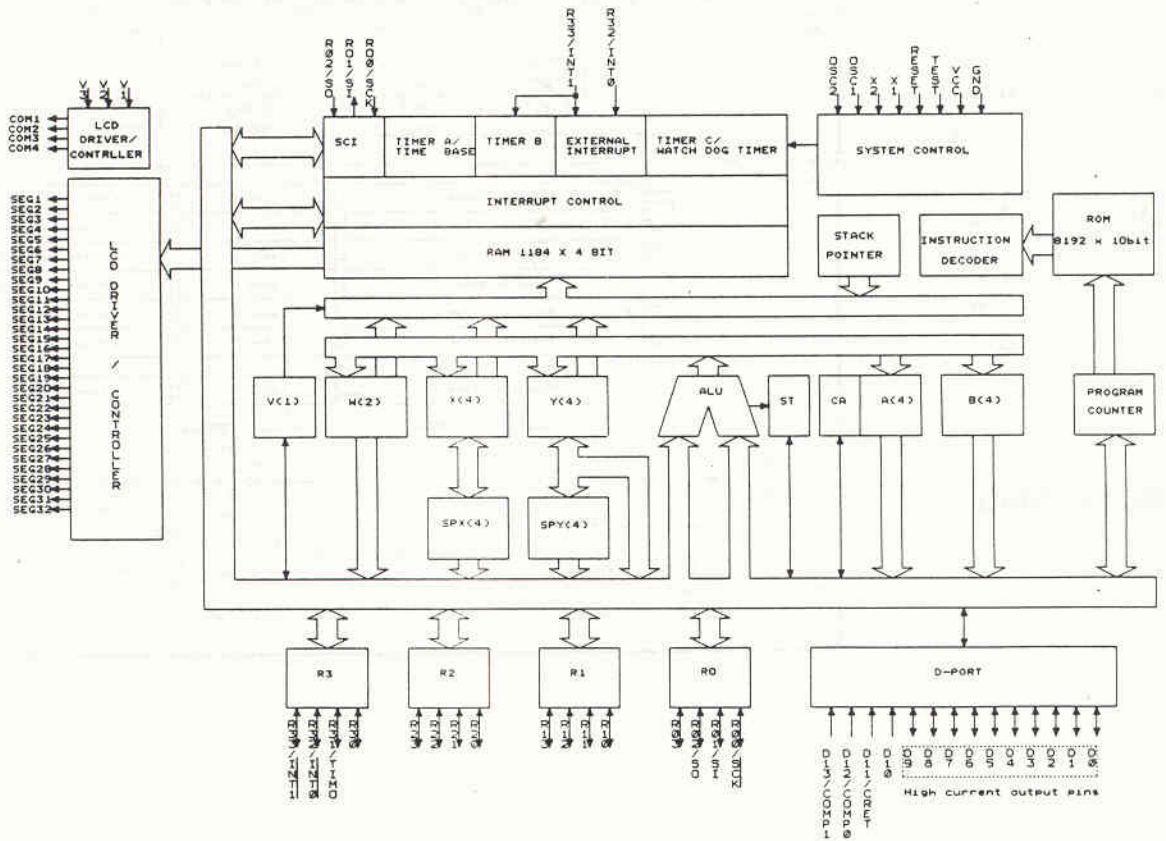 R02/SO
R01/SI
R00/SCK
R33/INT1
R32/INT0
OSC2
OSC1
X2
X1
RESET
TEST
VCC
GND
V3
V2
V1
COM1
COM2
COM3
COM4
LCD
DRIVER/
CONTRLLER
SCI
TIMER A/
TIME BASE
TIMER B
EXTERNAL
INTERRUPT
TIMER C/
WATCH DOG TIMER
SYSTEM CONTROL
INTERRUPT CONTROL
RAM 1184 X 4 BIT
STACK
POINTER
INSTRUCTION
DECODER
ROM
8192 x 10bit
SEG1
SEG2
SEG3
SEG4
SEG5
SEG6
SEG7
SEG8
SEG9
SEG10
SEG11
SEG12
SEG13
SEG14
SEG15
SEG16
SEG17
SEG18
SEG19
SEG20
SEG21
SEG22
SEG23
SEG24
SEG25
SEG26
SEG27
SEG28
SEG29
SEG30
SEG31
SEG32
LCD DRIVER / CONTROLLER
V(1)
W(2)
X(4)
Y(4)
ALU
ST
CA
A(4)
B(4)
PROGRAM
COUNTER
SPX(4)
SPY(4)
R3
R2
R1
R0
D-PORT
R33/INT1
R32/INT0
R31/TIMO
R30
R23
R22
R21
R20
R13
R12
R11
R10
R03
R02/SO
R01/SI
R00/SCK
D13/COMP1
D12/COMP0
D11/CRET
D10
D9
D8
D7
D6
D5
D4
D3
D2
D1
D0
High current output pins